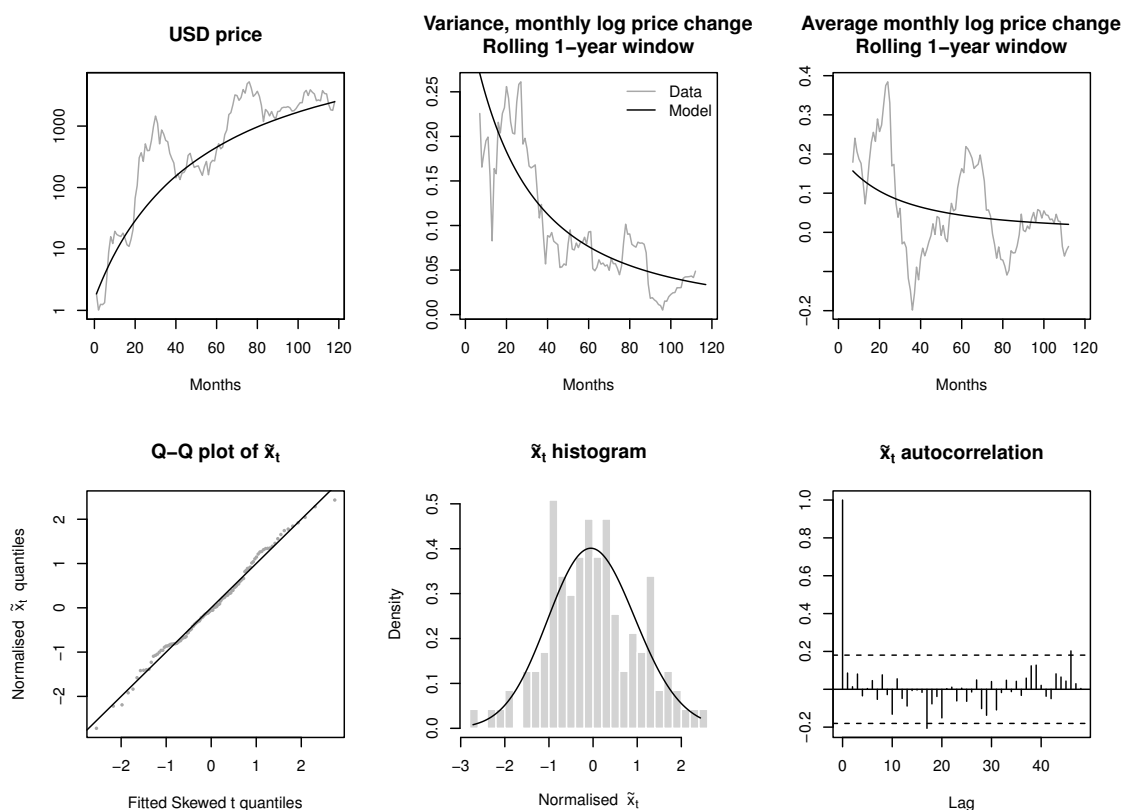 USD price
1
10
100
1000
0 20 40 60 80 100 120
Months
Variance, monthly log price change
Rolling 1−year window
0.00
0.05
0.10
0.15
0.20
0.25
Data
Model
0 20 40 60 80 100 120
Months
Average monthly log price change
Rolling 1−year window
−0.2
0.0
0.1
0.2
0.3
0.4
0 20 40 60 80 100 120
Months
Q−Q plot of x̃t
Normalised x̃t quantiles
−2
−1
0
1
2
−2 −1 0 1 2
Fitted Skewed t quantiles
x̃t histogram
Density
0.0
0.1
0.2
0.3
0.4
0.5
−3 −2 −1 0 1 2
Normalised x̃t
x̃t autocorrelation
−0.2
0.0
0.2
0.4
0.6
0.8
1.0
0 10 20 30 40
Lag